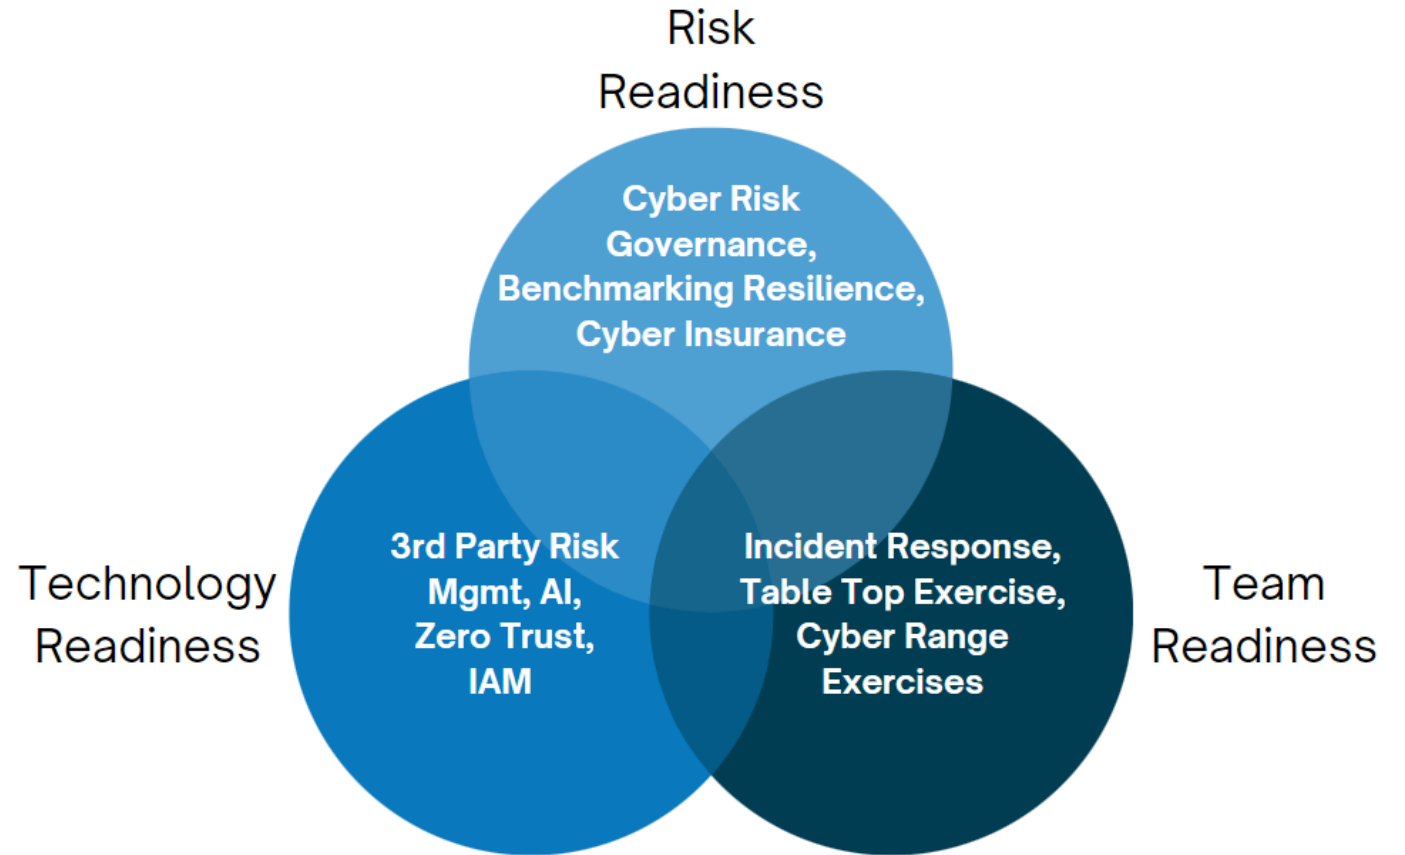 Risk
Readiness
Cyber Risk
Governance,
Benchmarking Resilience,
Cyber Insurance
Technology
Readiness
3rd Party Risk
Mgmt, AI,
Zero Trust,
IAM
Incident Response,
Table Top Exercise,
Cyber Range
Exercises
Team
Readiness